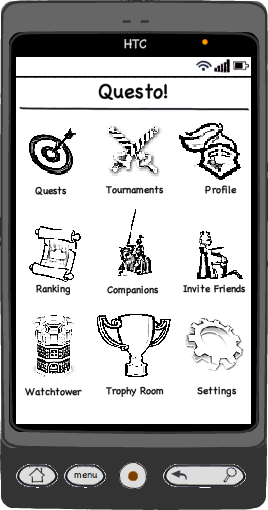 HTC
Questo!
Quests Tournaments Profile
Ranking Companions Invite Friends
Watchtower Trophy Room Settings
menu